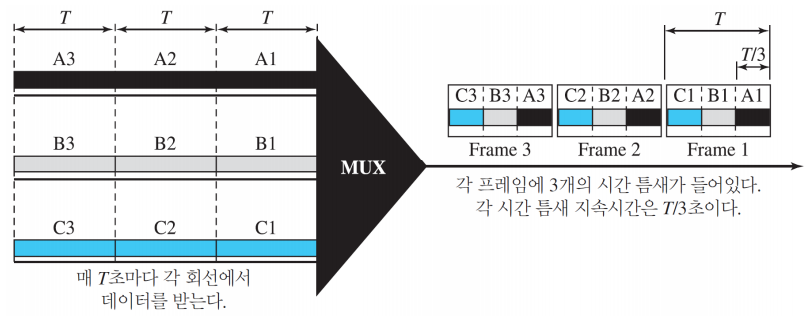 T T T
A3 A2 A1
B3 B2 B1
C3 C2 C1
매 T초마다 각 회선에서
데이터를 받는다.
MUX
T
T/3
C3 B3 A3 C2 B2 A2 C1 B1 A1
Frame 3 Frame 2 Frame 1
각 프레임에 3개의 시간 틈새가 들어있다.
각 시간 틈새 지속시간은 T/3초이다.